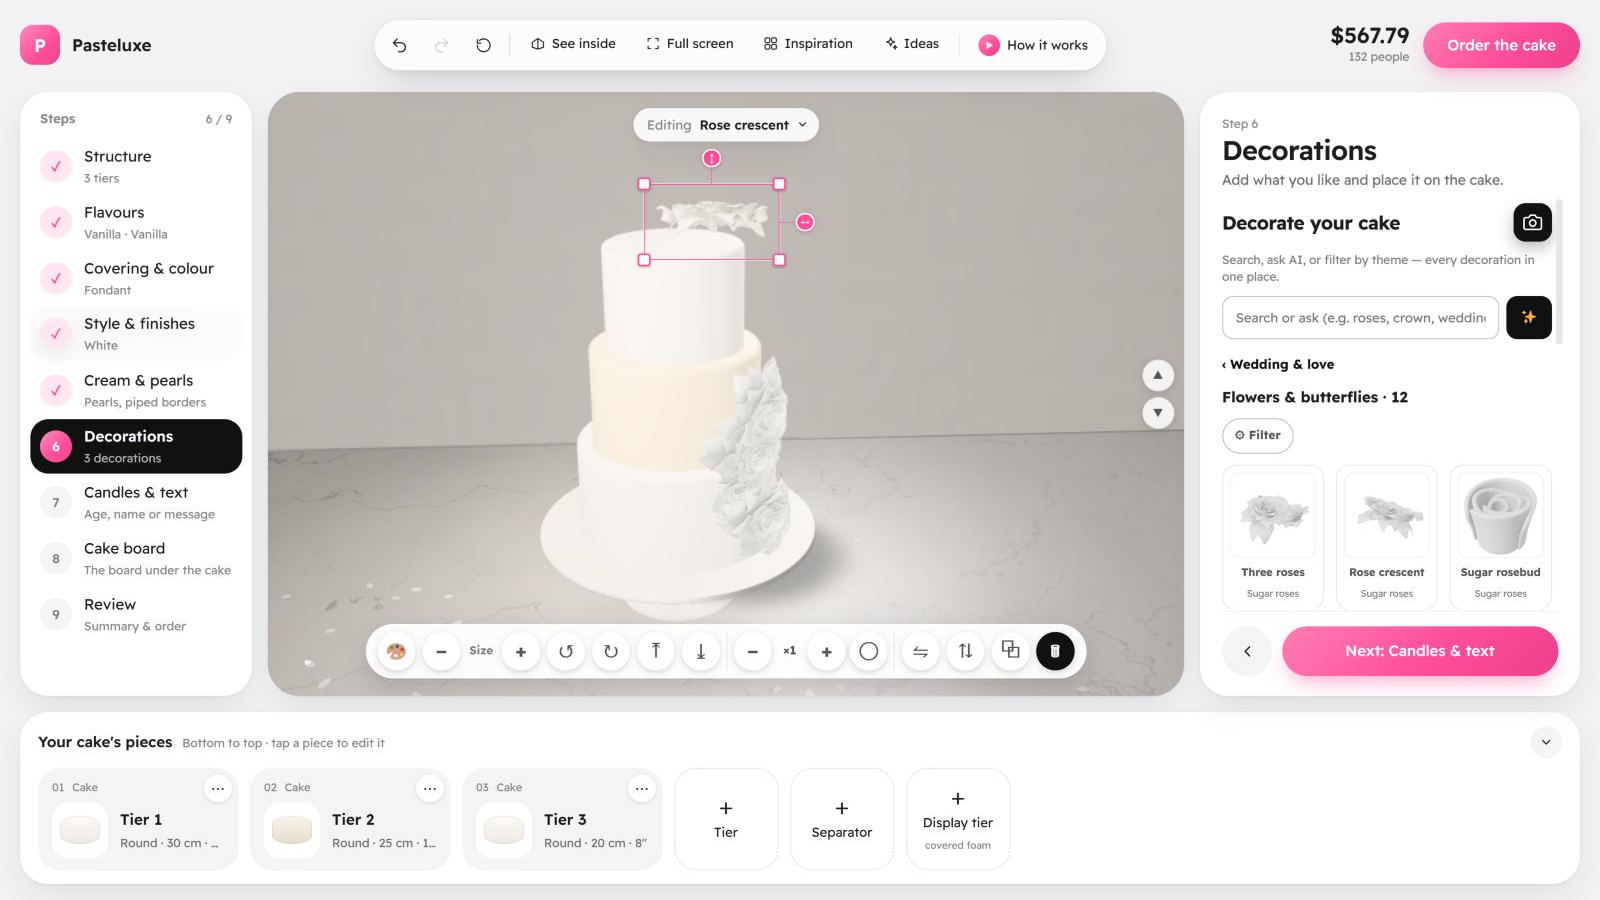 P Pasteluxe
See inside
Full screen
Inspiration
Ideas
How it works
$567.79
132 people
Order the cake
Steps 6 / 9
Structure
3 tiers
Flavours
Vanilla · Vanilla
Covering & colour
Fondant
Style & finishes
White
Cream & pearls
Pearls, piped borders
6 Decorations
3 decorations
7 Candles & text
Age, name or message
8 Cake board
The board under the cake
9 Review
Summary & order
Editing Rose crescent
Size
×1
Step 6
Decorations
Add what you like and place it on the cake.
Decorate your cake
Search, ask AI, or filter by theme — every decoration in
one place.
Search or ask (e.g. roses, crown, wedding
‹ Wedding & love
Flowers & butterflies · 12
Filter
Three roses
Sugar roses
Rose crescent
Sugar roses
Sugar rosebud
Sugar roses
Next: Candles & text
Your cake's pieces Bottom to top · tap a piece to edit it
01 Cake
Tier 1
Round · 30 cm · ...
02 Cake
Tier 2
Round · 25 cm · 1...
03 Cake
Tier 3
Round · 20 cm · 8"
+
Tier
+
Separator
+
Display tier
covered foam